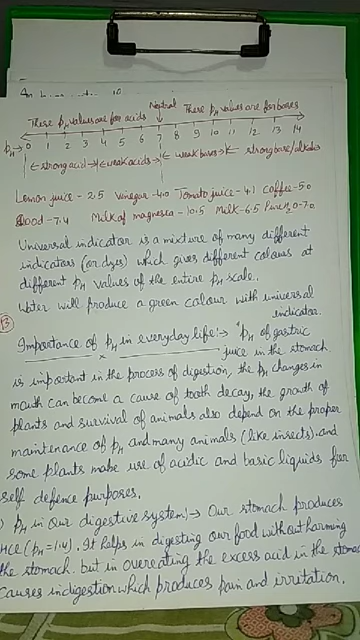 These pH values are for acids Neutral These pH values are for bases
pH→ 0 1 2 3 4 5 6 7 8 9 10 11 12 13 14
←strong acid→ ←weak acids→ ←weak bases→ ← strong base/alkalis
Lemon juice - 2.5 Vinegar - 4.0 Tomato juice - 4.1 Coffee - 5.0
Blood - 7.4 Milk of magnesia - 10.5 Milk - 6.5 Pure H2O - 7.0
Universal indicator is a mixture of many different
indicators (or dyes) which gives different colours at
different pH values of the entire pH scale.
Water will produce a green colour with universal
indicator.
13 Importance of pH in everyday life:→ "pH of gastric
juice in the stomach
is important in the process of digestion, the pH changes in
mouth can become a cause of tooth decay, the growth of
plants and survival of animals also depend on the proper
maintenance of pH and many animals (like insects) and
some plants make use of acidic and basic liquids for
self defence purposes.
) pH in our digestive system:→ Our stomach produces
HCl (pH = 1.4). It helps in digesting our food without harming
the stomach. but in overeating the excess acid in the stomac
causes indigestion which produces pain and irritation.